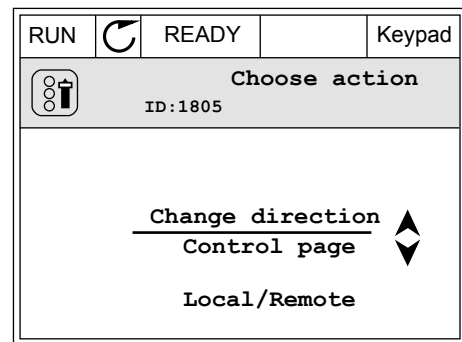 RUN READY Keypad
Choose action
ID:1805
Change direction
Control page
Local/Remote